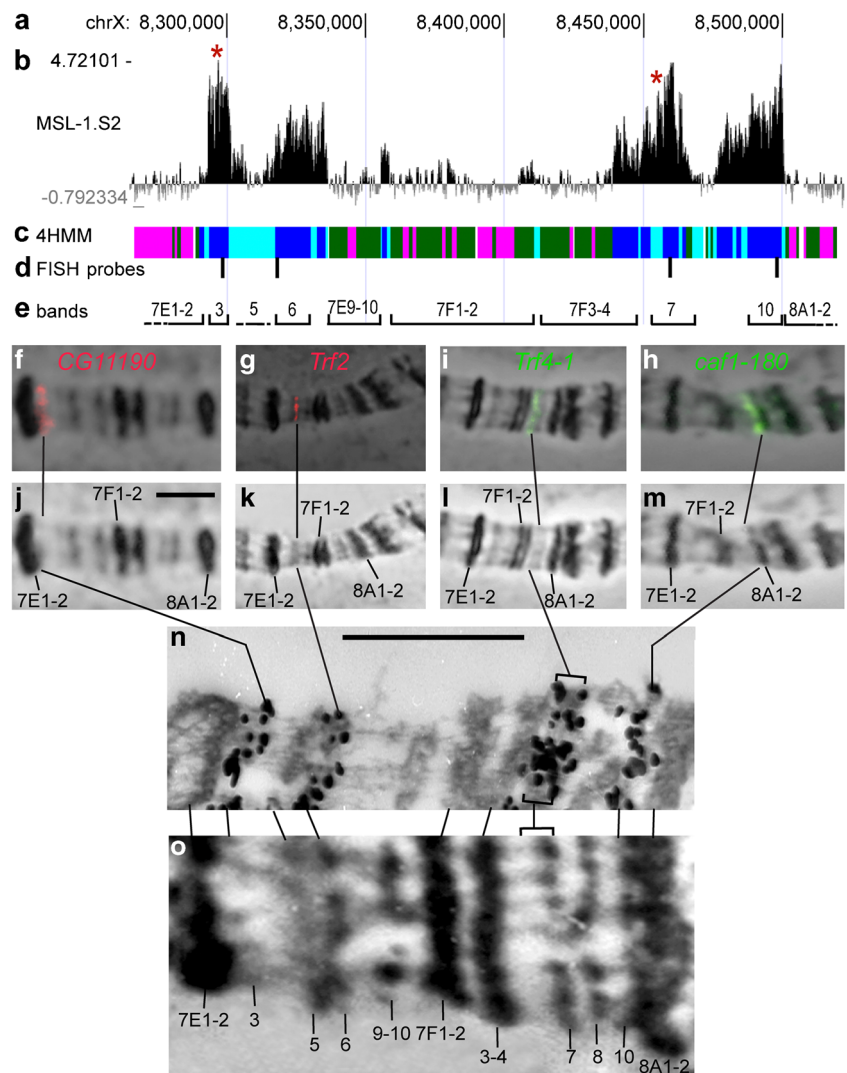 a chrX: 8,300,000 8,350,000 8,400,000 8,450,000 8,500,000
* *
b 4.72101 -
MSL-1.S2
-0.792334 _
c 4HMM
d FISH probes
e bands 7E1-2 3 5 6 7E9-10 7F1-2 7F3-4 7 10 8A1-2
f CG11190 g Trf2 i Trf4-1 h caf1-180
j 7F1-2 k 7F1-2 l 7F1-2 m 7F1-2
7E1-2 8A1-2 7E1-2 8A1-2 7E1-2 8A1-2 7E1-2 8A1-2
n
o
7E1-2 3 5 6 9-10 7F1-2 3-4 7 8 10 8A1-2